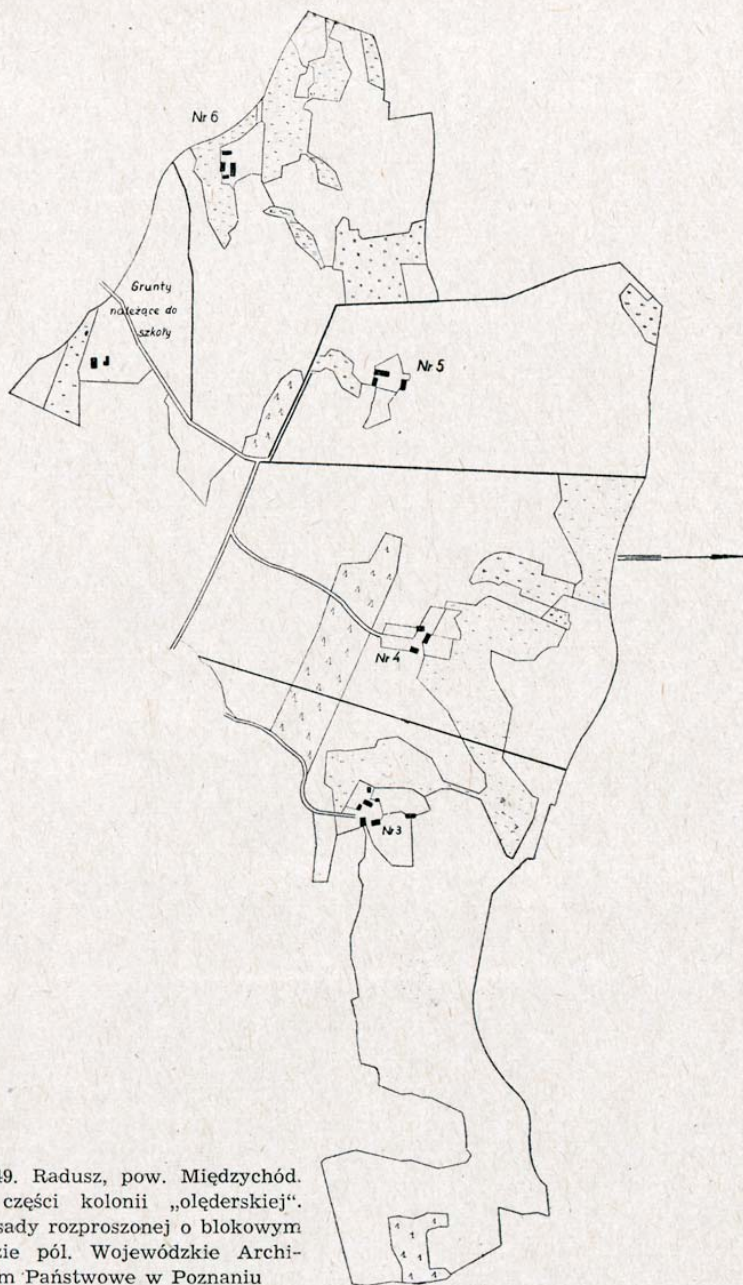 Nr 6
Grunty
należące do
szkoły
Nr 5
Nr 4
Nr 3
49. Radusz, pow. Międzychód.
części kolonii „olęderskiej“.
sady rozproszonej o blokowym
zie pól. Wojewódzkie Archi-
m Państwowe w Poznaniu